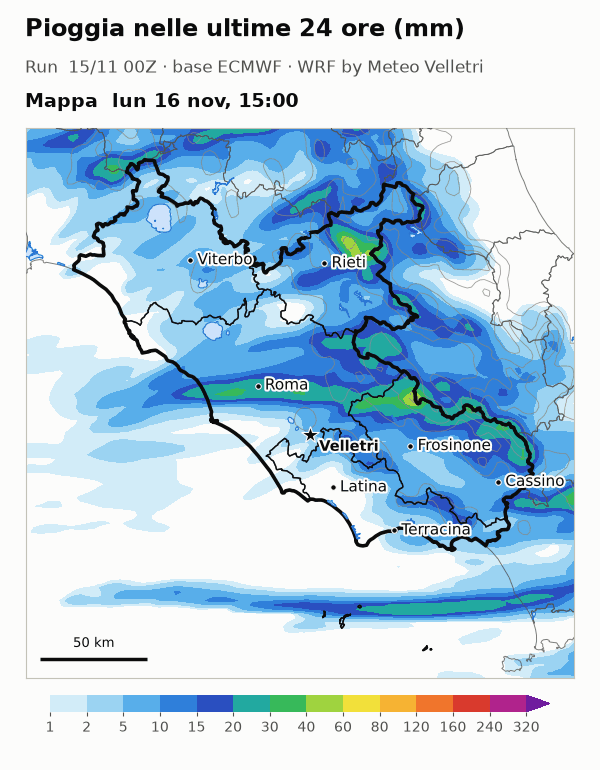 Pioggia nelle ultime 24 ore (mm)
Run  15/11 00Z · base ECMWF · WRF by Meteo Velletri
Mappa  lun 16 nov, 15:00
Viterbo
Rieti
Roma
Velletri
Frosinone
Cassino
Latina
Terracina
50 km
1 2 5 10 15 20 30 40 60 80 120 160 240 320